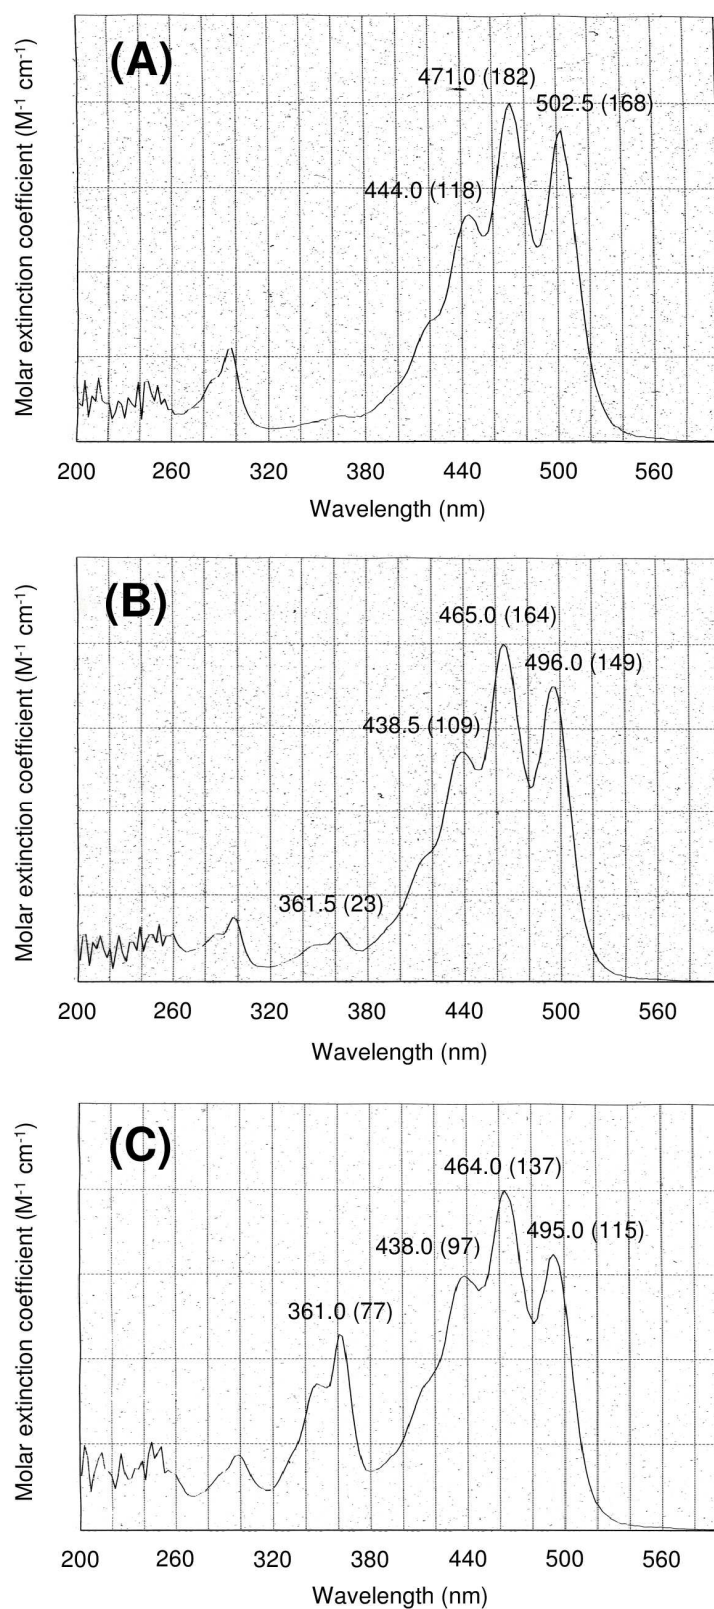 (A)
471.0 (182)
502.5 (168)
444.0 (118)
Molar extinction coefficient (M⁻¹ cm⁻¹)
200 260 320 380 440 500 560
Wavelength (nm)
(B)
465.0 (164)
496.0 (149)
438.5 (109)
361.5 (23)
Molar extinction coefficient (M⁻¹ cm⁻¹)
200 260 320 380 440 500 560
Wavelength (nm)
(C)
464.0 (137)
495.0 (115)
438.0 (97)
361.0 (77)
Molar extinction coefficient (M⁻¹ cm⁻¹)
200 260 320 380 440 500 560
Wavelength (nm)